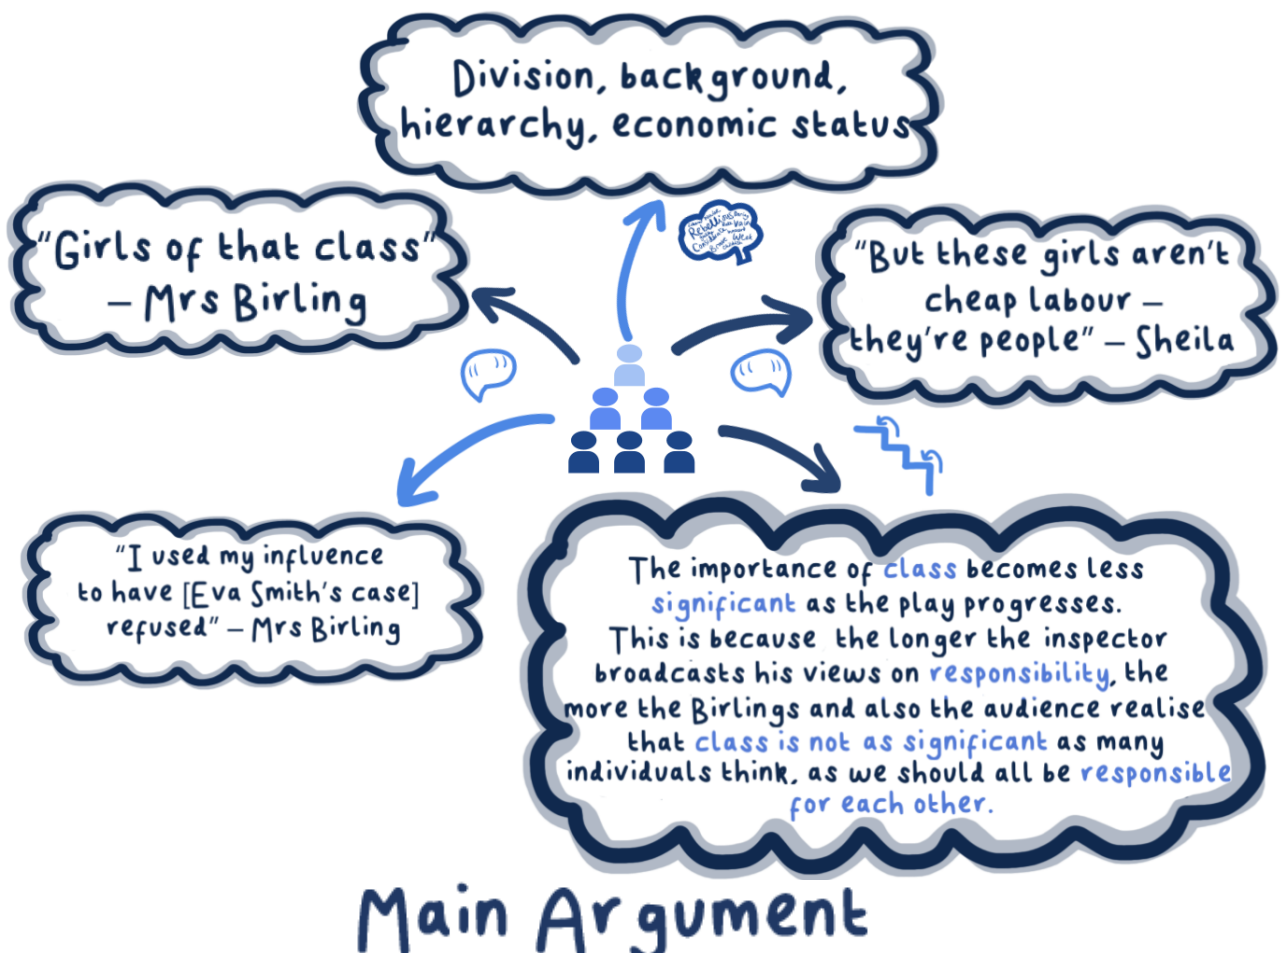 Division, background,
hierarchy, economic status
"Girls of that class"
– Mrs Birling
"But these girls aren't
cheap labour –
they're people" – Sheila
"I used my influence
to have [Eva Smith's case]
refused" – Mrs Birling
The importance of class becomes less
significant as the play progresses.
This is because the longer the inspector
broadcasts his views on responsibility, the
more the Birlings and also the audience realise
that class is not as significant as many
individuals think, as we should all be responsible
for each other.
Main Argument